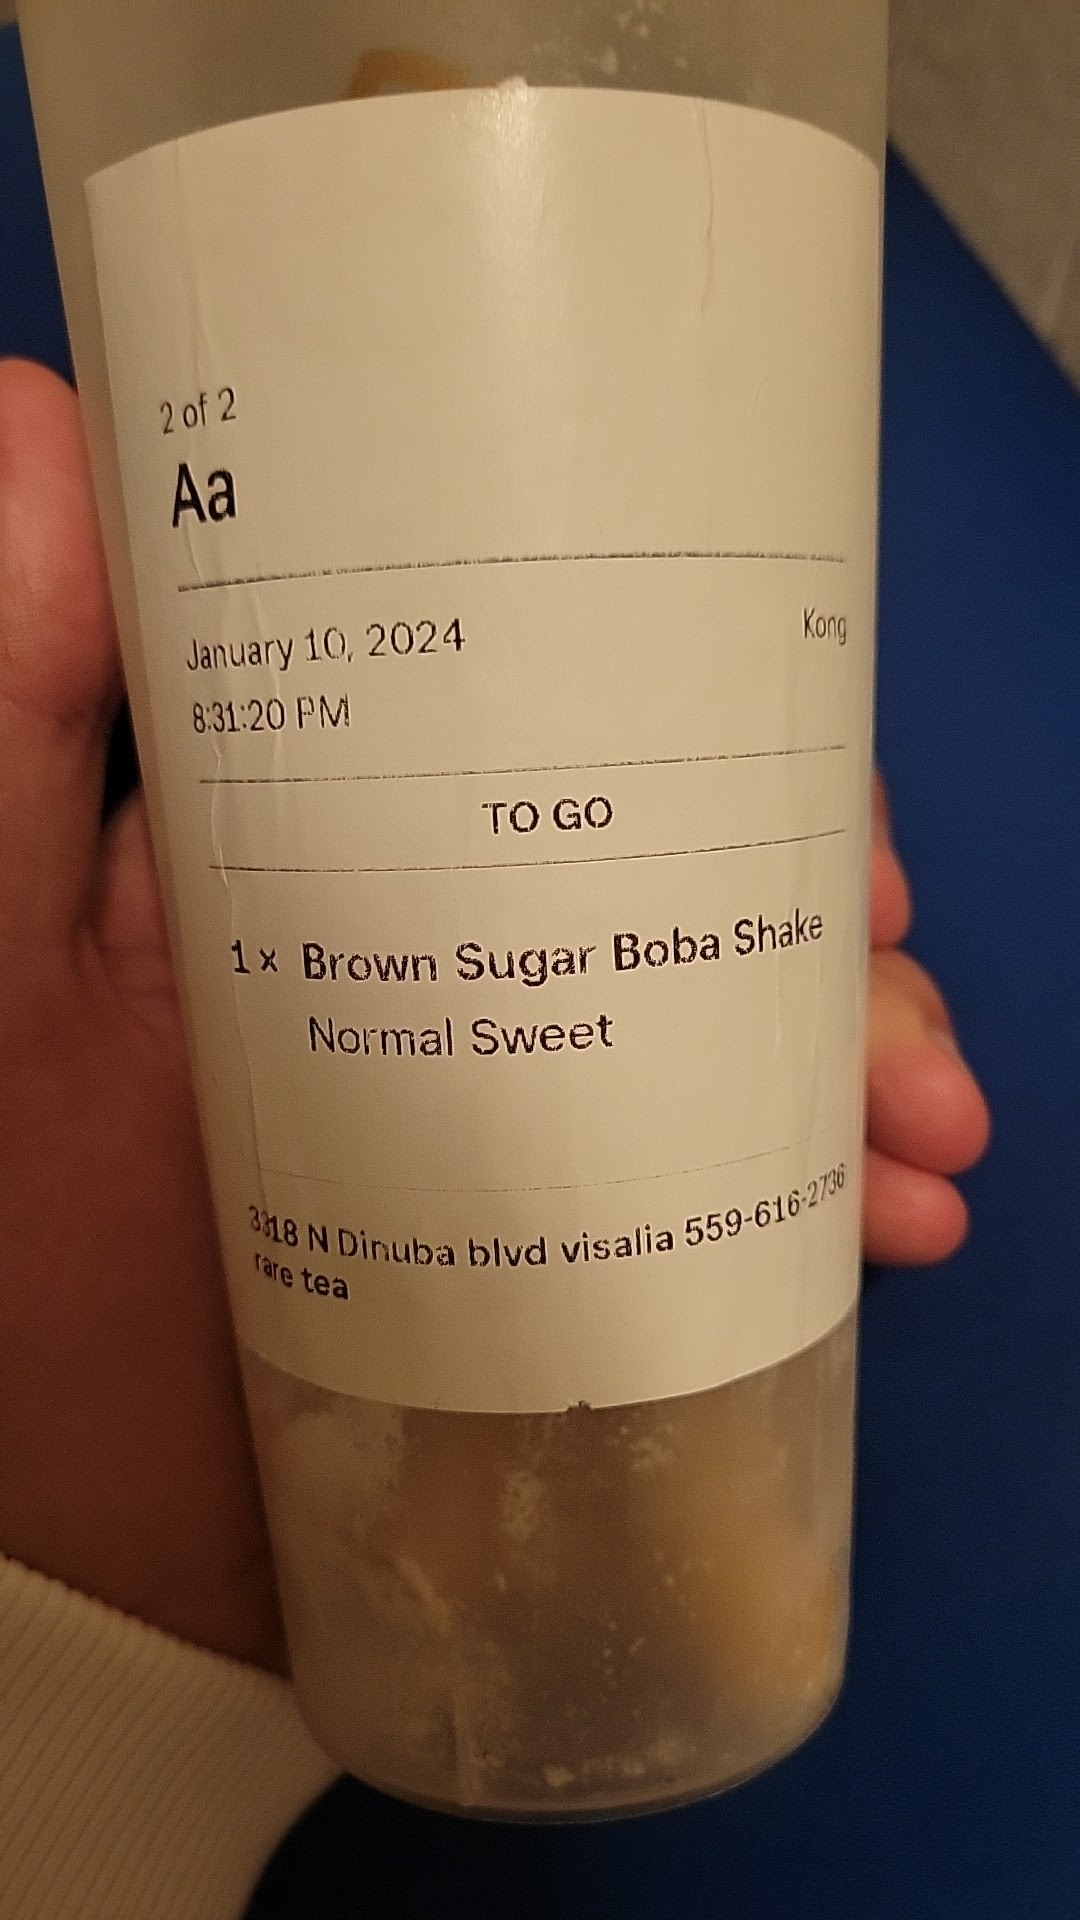 2 of 2
Aa
January 10, 2024 Kong
8:31:20 PM
TO GO
1 x Brown Sugar Boba Shake
Normal Sweet
3318 N Dinuba blvd visalia 559-616-2736
rare tea